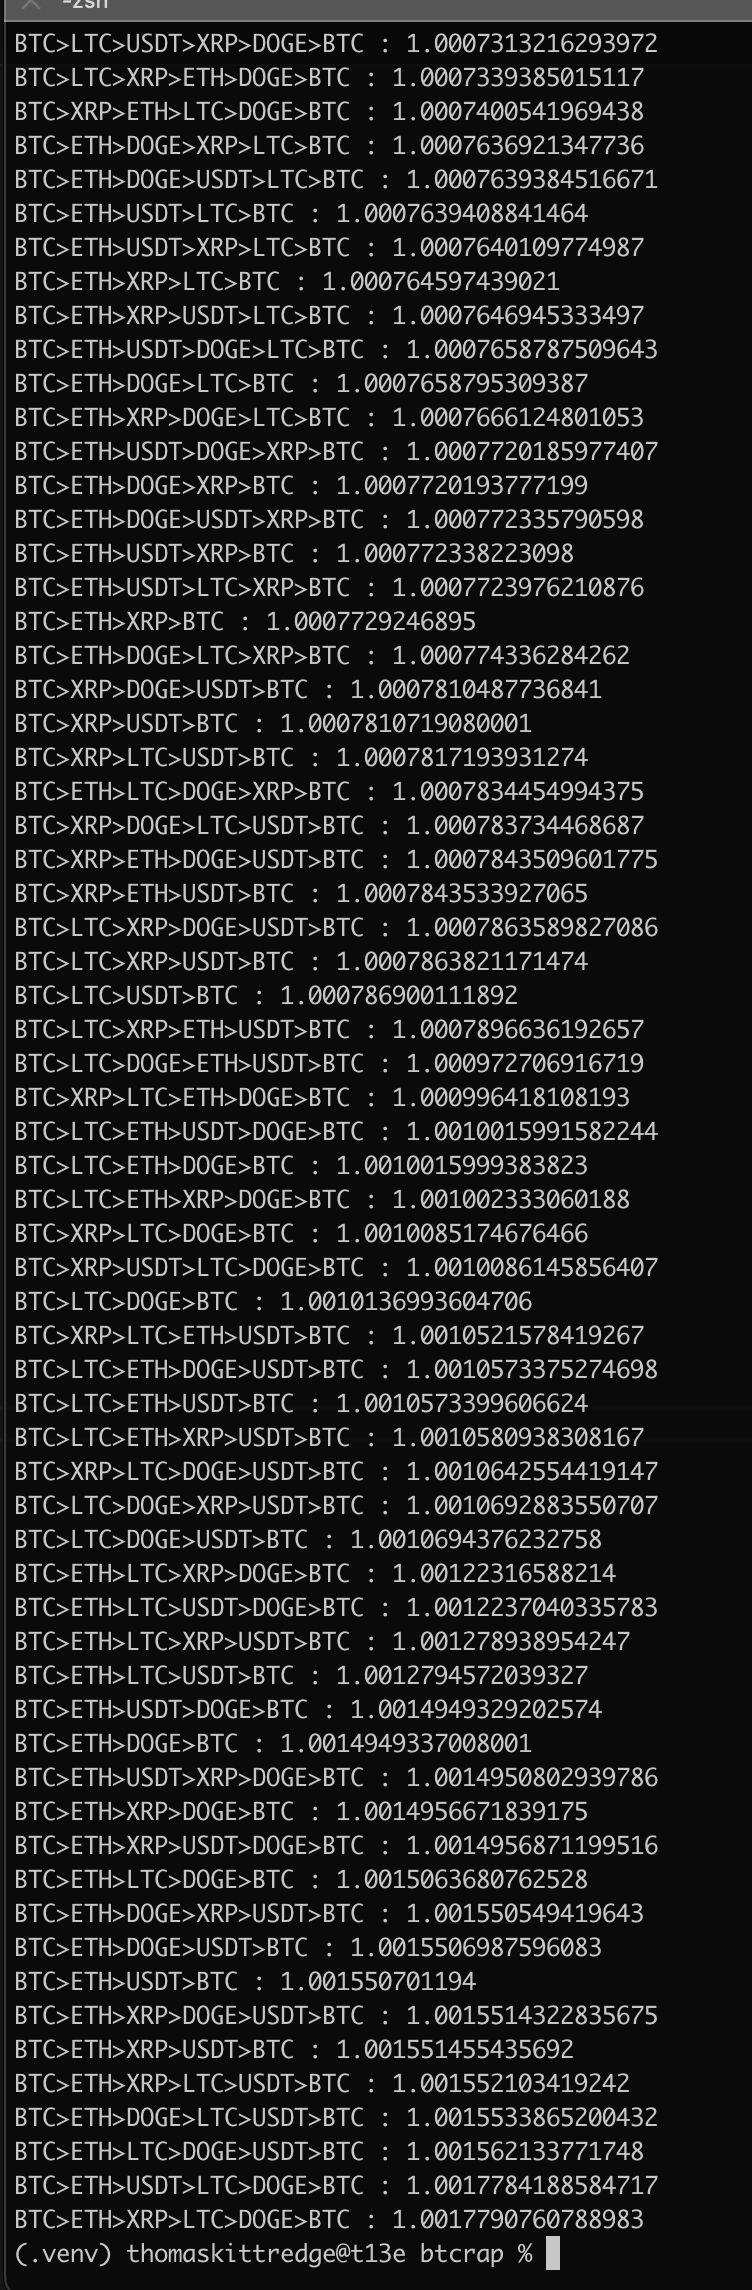 -zsh
BTC>LTC>USDT>XRP>DOGE>BTC : 1.0007313216293972
BTC>LTC>XRP>ETH>DOGE>BTC : 1.0007339385015117
BTC>XRP>ETH>LTC>DOGE>BTC : 1.0007400541969438
BTC>ETH>DOGE>XRP>LTC>BTC : 1.0007636921347736
BTC>ETH>DOGE>USDT>LTC>BTC : 1.0007639384516671
BTC>ETH>USDT>LTC>BTC : 1.0007639408841464
BTC>ETH>USDT>XRP>LTC>BTC : 1.0007640109774987
BTC>ETH>XRP>LTC>BTC : 1.000764597439021
BTC>ETH>XRP>USDT>LTC>BTC : 1.0007646945333497
BTC>ETH>USDT>DOGE>LTC>BTC : 1.0007658787509643
BTC>ETH>DOGE>LTC>BTC : 1.0007658795309387
BTC>ETH>XRP>DOGE>LTC>BTC : 1.0007666124801053
BTC>ETH>USDT>DOGE>XRP>BTC : 1.0007720185977407
BTC>ETH>DOGE>XRP>BTC : 1.0007720193777199
BTC>ETH>DOGE>USDT>XRP>BTC : 1.000772335790598
BTC>ETH>USDT>XRP>BTC : 1.000772338223098
BTC>ETH>USDT>LTC>XRP>BTC : 1.0007723976210876
BTC>ETH>XRP>BTC : 1.0007729246895
BTC>ETH>DOGE>LTC>XRP>BTC : 1.000774336284262
BTC>XRP>DOGE>USDT>BTC : 1.0007810487736841
BTC>XRP>USDT>BTC : 1.0007810719080001
BTC>XRP>LTC>USDT>BTC : 1.0007817193931274
BTC>ETH>LTC>DOGE>XRP>BTC : 1.0007834454994375
BTC>XRP>DOGE>LTC>USDT>BTC : 1.000783734468687
BTC>XRP>ETH>DOGE>USDT>BTC : 1.0007843509601775
BTC>XRP>ETH>USDT>BTC : 1.0007843533927065
BTC>LTC>XRP>DOGE>USDT>BTC : 1.0007863589827086
BTC>LTC>XRP>USDT>BTC : 1.0007863821171474
BTC>LTC>USDT>BTC : 1.000786900111892
BTC>LTC>XRP>ETH>USDT>BTC : 1.0007896636192657
BTC>LTC>DOGE>ETH>USDT>BTC : 1.000972706916719
BTC>XRP>LTC>ETH>DOGE>BTC : 1.000996418108193
BTC>LTC>ETH>USDT>DOGE>BTC : 1.0010015991582244
BTC>LTC>ETH>DOGE>BTC : 1.0010015999383823
BTC>LTC>ETH>XRP>DOGE>BTC : 1.001002333060188
BTC>XRP>LTC>DOGE>BTC : 1.0010085174676466
BTC>XRP>USDT>LTC>DOGE>BTC : 1.0010086145856407
BTC>LTC>DOGE>BTC : 1.0010136993604706
BTC>XRP>LTC>ETH>USDT>BTC : 1.0010521578419267
BTC>LTC>ETH>DOGE>USDT>BTC : 1.0010573375274698
BTC>LTC>ETH>USDT>BTC : 1.0010573399606624
BTC>LTC>ETH>XRP>USDT>BTC : 1.0010580938308167
BTC>XRP>LTC>DOGE>USDT>BTC : 1.0010642554419147
BTC>LTC>DOGE>XRP>USDT>BTC : 1.0010692883550707
BTC>LTC>DOGE>USDT>BTC : 1.0010694376232758
BTC>ETH>LTC>XRP>DOGE>BTC : 1.00122316588214
BTC>ETH>LTC>USDT>DOGE>BTC : 1.0012237040335783
BTC>ETH>LTC>XRP>USDT>BTC : 1.001278938954247
BTC>ETH>LTC>USDT>BTC : 1.0012794572039327
BTC>ETH>USDT>DOGE>BTC : 1.0014949329202574
BTC>ETH>DOGE>BTC : 1.0014949337008001
BTC>ETH>USDT>XRP>DOGE>BTC : 1.0014950802939786
BTC>ETH>XRP>DOGE>BTC : 1.0014956671839175
BTC>ETH>XRP>USDT>DOGE>BTC : 1.0014956871199516
BTC>ETH>LTC>DOGE>BTC : 1.0015063680762528
BTC>ETH>DOGE>XRP>USDT>BTC : 1.001550549419643
BTC>ETH>DOGE>USDT>BTC : 1.0015506987596083
BTC>ETH>USDT>BTC : 1.001550701194
BTC>ETH>XRP>DOGE>USDT>BTC : 1.0015514322835675
BTC>ETH>XRP>USDT>BTC : 1.001551455435692
BTC>ETH>XRP>LTC>USDT>BTC : 1.001552103419242
BTC>ETH>DOGE>LTC>USDT>BTC : 1.0015533865200432
BTC>ETH>LTC>DOGE>USDT>BTC : 1.001562133771748
BTC>ETH>USDT>LTC>DOGE>BTC : 1.0017784188584717
BTC>ETH>XRP>LTC>DOGE>BTC : 1.0017790760788983
(.venv) thomaskittredge@t13e btcrap %